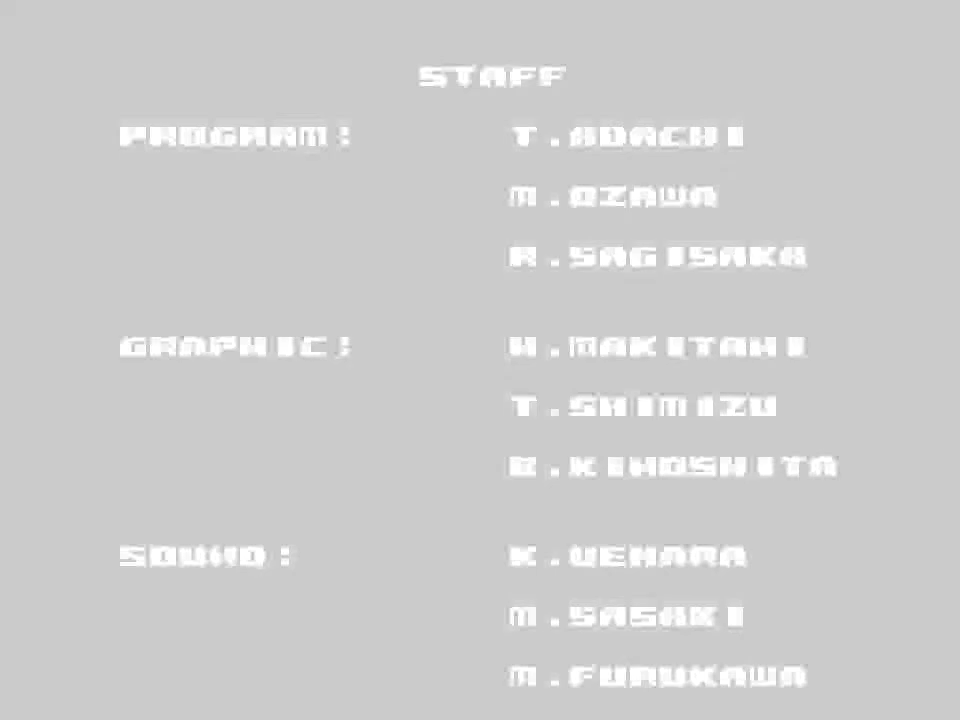 STAFF
PROGRAM: T.ADACHI
M.OZAWA
R.SAGISAKA
GRAPHIC: H.MAKITANI
T.SHIMIZU
B.KINOSHITA
SOUND: K.UEHARA
M.SASAKI
M.FURUKAWA